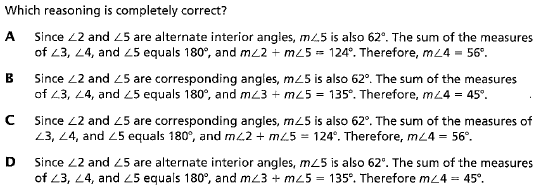 Which reasoning is completely correct?
A Since ∠2 and ∠5 are alternate interior angles, m∠5 is also 62°. The sum of the measures
of ∠3, ∠4, and ∠5 equals 180°, and m∠2 + m∠5 = 124°. Therefore, m∠4 = 56°.
B Since ∠2 and ∠5 are corresponding angles, m∠5 is also 62°. The sum of the measures
of ∠3, ∠4, and ∠5 equals 180°, and m∠3 + m∠5 = 135°. Therefore, m∠4 = 45°.
C Since ∠2 and ∠5 are corresponding angles, m∠5 is also 62°. The sum of the measures of
∠3, ∠4, and ∠5 equals 180°, and m∠2 + m∠5 = 124°. Therefore, m∠4 = 56°.
D Since ∠2 and ∠5 are alternate interior angles, m∠5 is also 62°. The sum of the measures
of ∠3, ∠4, and ∠5 equals 180°, and m∠3 + m∠5 = 135°. Therefore m∠4 = 45°.